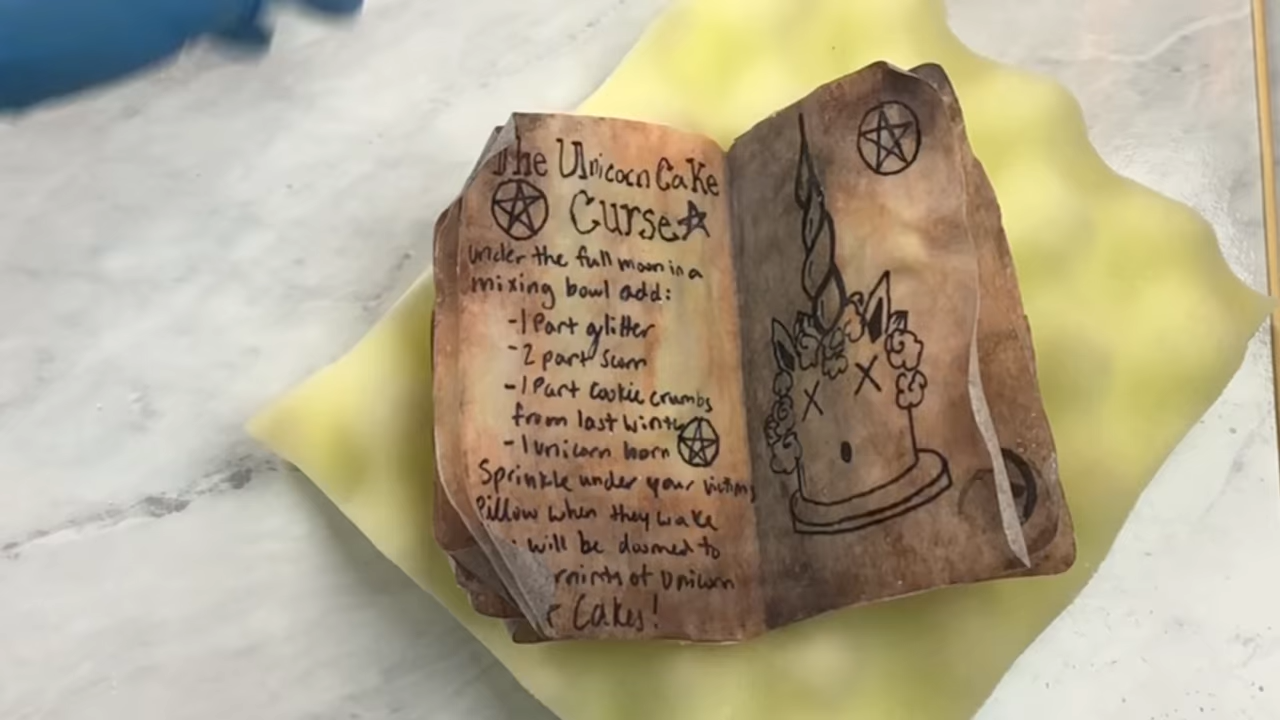 The Unicorn Cake
Curse
Under the full moon in a
mixing bowl add:
-1 Part glitter
-2 part scorn
-1 Part cookie crumbs
from last winter
-1 unicorn horn
Sprinkle under your victims
Pillow when they wake
will be doomed to
of Unicorn
Cakes!